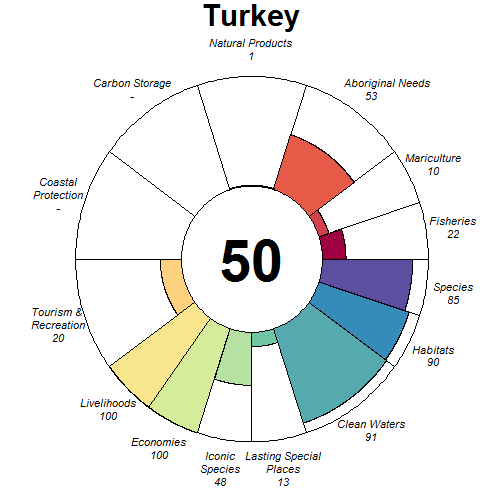 Turkey
Natural Products
1
Carbon Storage
-
Aboriginal Needs
53
Mariculture
10
Coastal
Protection
-
Fisheries
22
50
Species
85
Tourism &
Recreation
20
Habitats
90
Livelihoods
100
Clean Waters
91
Economies
100
Iconic
Species
48
Lasting Special
Places
13